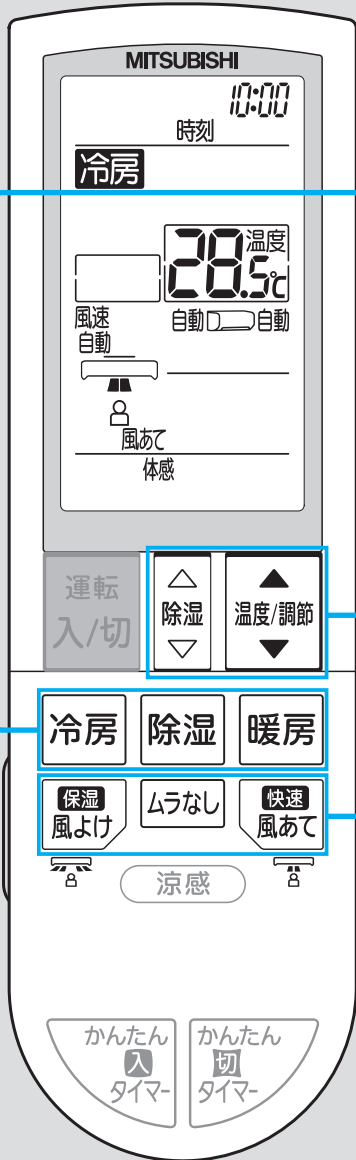 MITSUBISHI
10:00
時刻
冷房
温度
28.5℃
風速
自動
自動 自動
風あて
体感
運転
入/切
△
除湿
▽
▲
温度/調節
▼
冷房 除湿 暖房
保湿
風よけ
ムラなし
快速
風あて
涼感
かんたん
入
タイマー
かんたん
切
タイマー